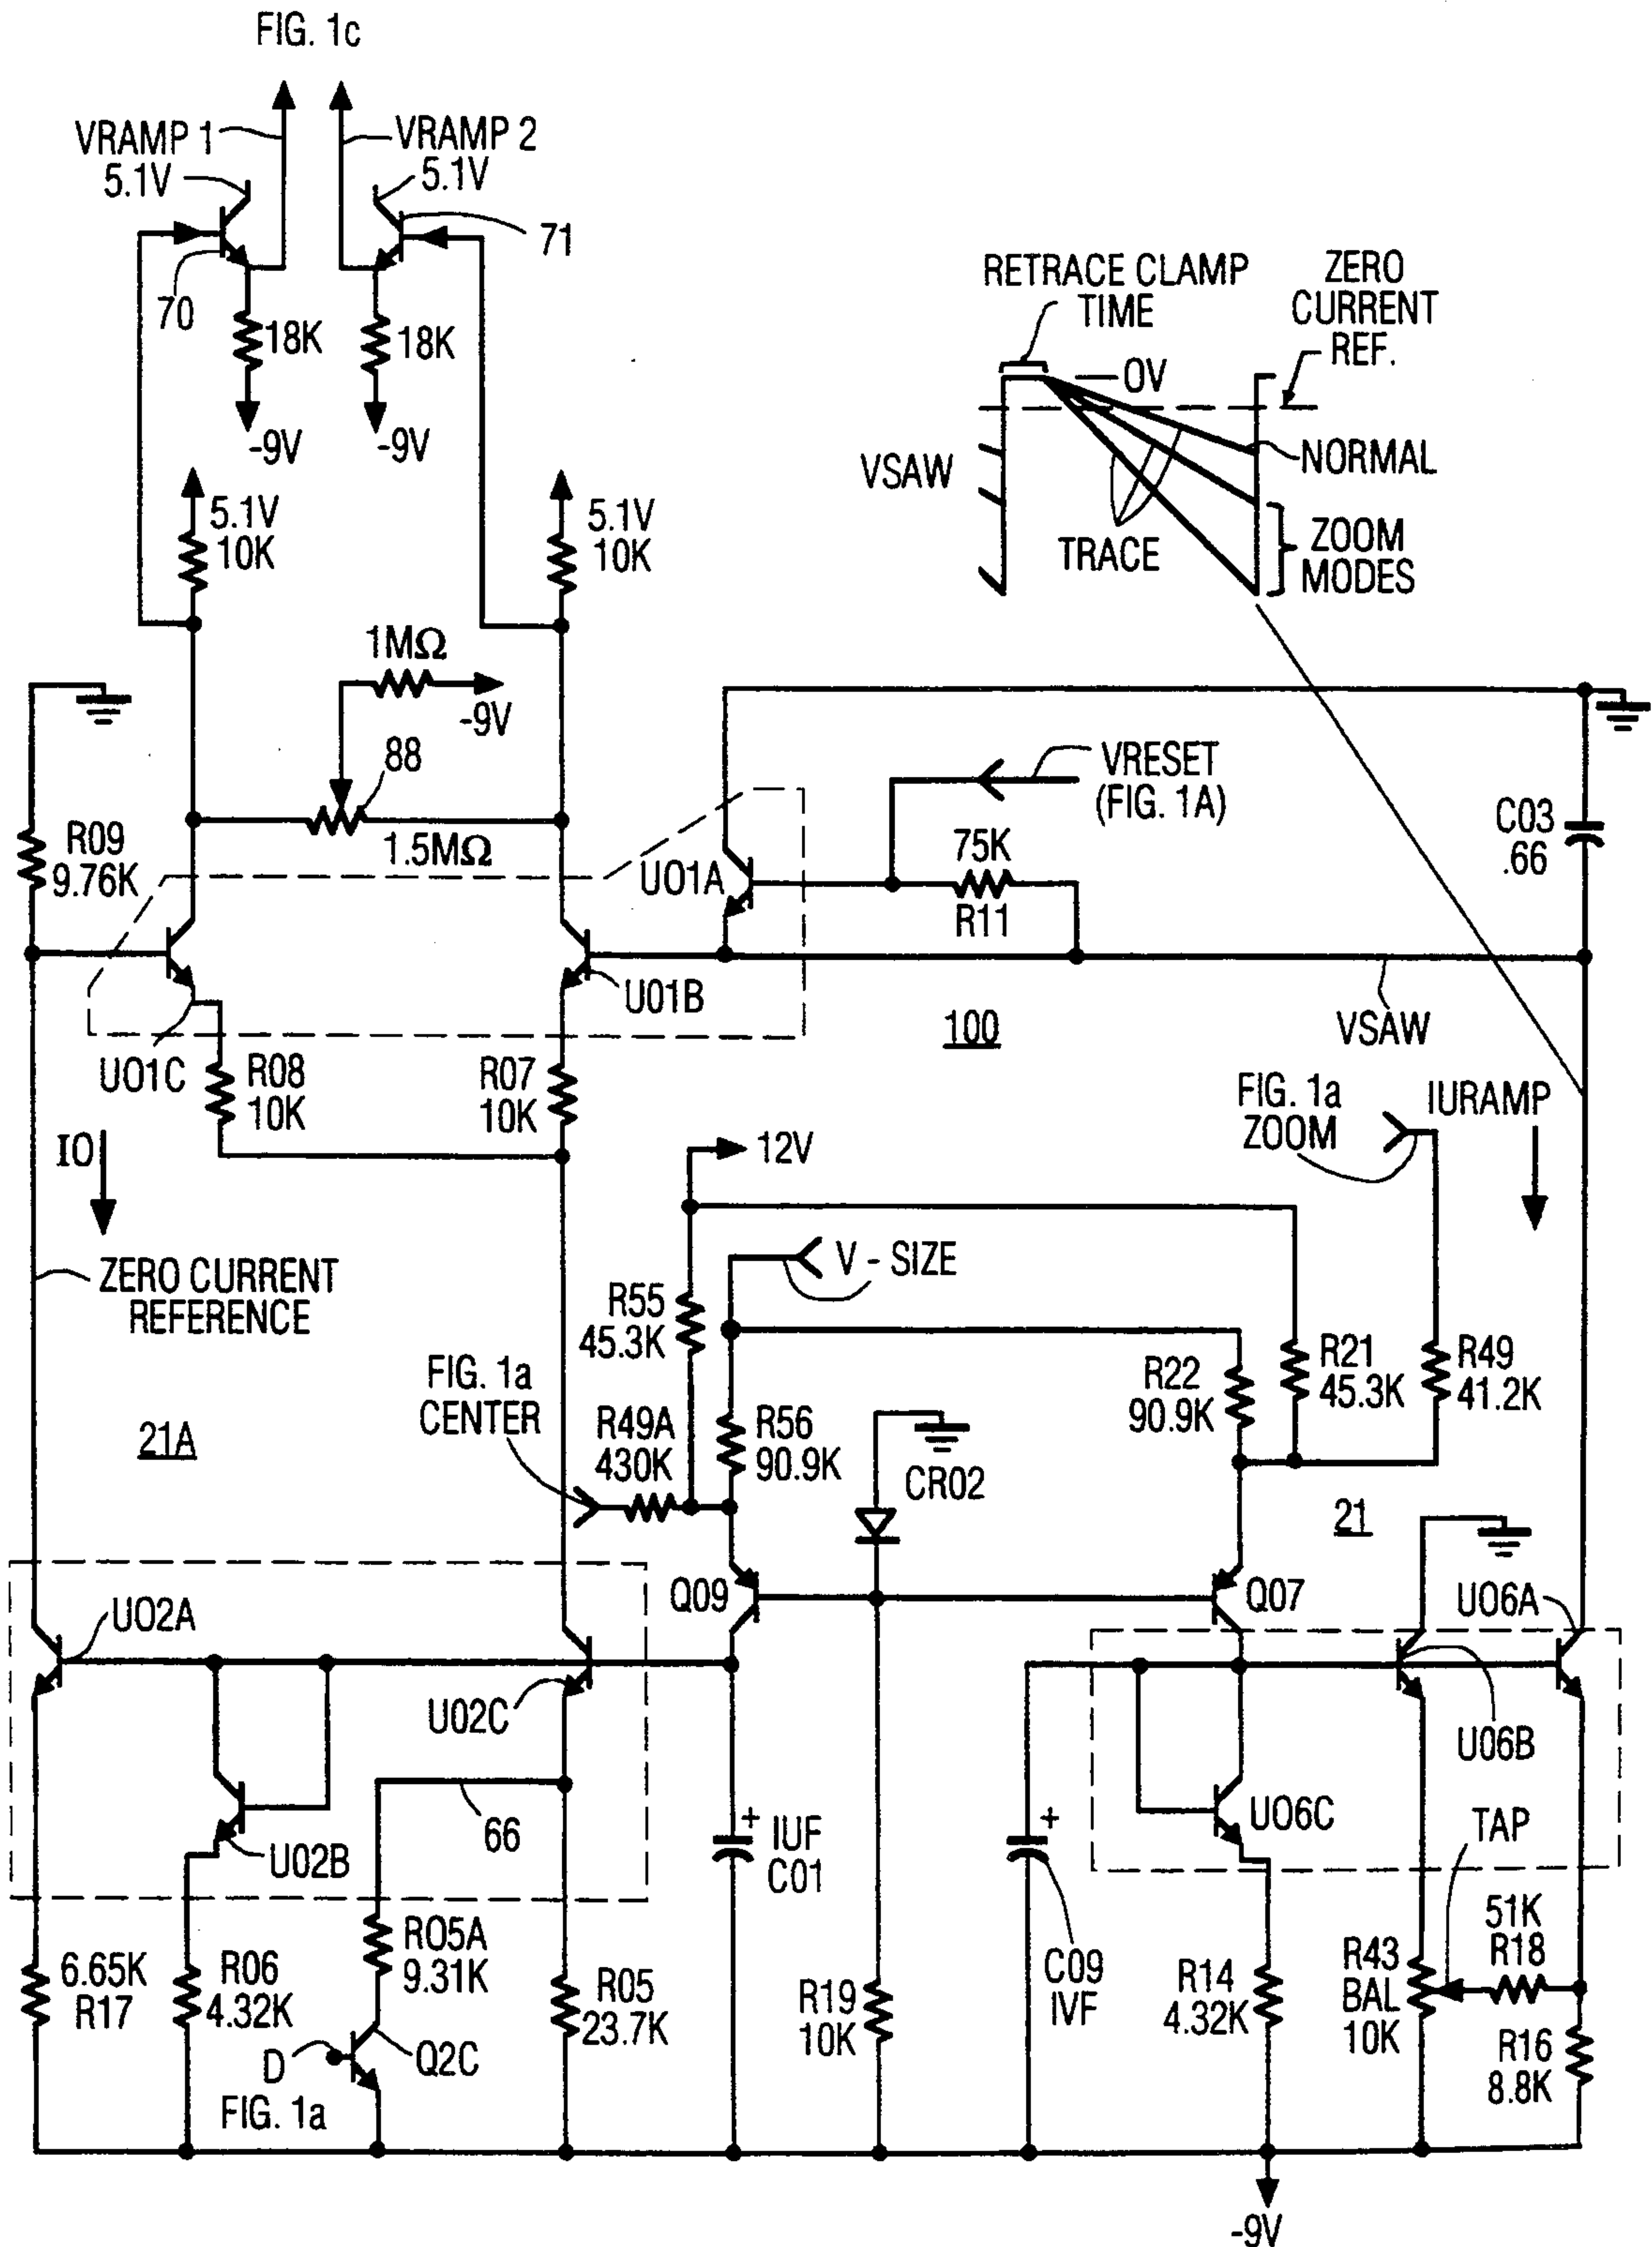 FIG. 1c
VRAMP 1
5.1V
VRAMP 2
5.1V
71
70
18K
18K
-9V
-9V
RETRACE CLAMP
TIME
ZERO
CURRENT
REF.
0V
VSAW
NORMAL
TRACE
ZOOM
MODES
5.1V
10K
5.1V
10K
1MΩ
-9V
88
1.5MΩ
VRESET
(FIG. 1A)
C03
.66
R09
9.76K
UO1A
75K
R11
U01B
100
VSAW
UO1C
R08
10K
R07
10K
FIG. 1a
ZOOM
IURAMP
IO
12V
ZERO CURRENT
REFERENCE
V - SIZE
R55
45.3K
R22
90.9K
R21
45.3K
R49
41.2K
FIG. 1a
CENTER
R49A
430K
R56
90.9K
CR02
21A
21
UO2A
Q09
Q07
UO6A
U02C
U06B
66
U02B
IUF
C01
UO6C
TAP
6.65K
R17
R06
4.32K
RO5A
9.31K
R05
23.7K
R19
10K
C09
IVF
R14
4.32K
R43
BAL
10K
51K
R18
R16
8.8K
D
Q2C
FIG. 1a
-9V